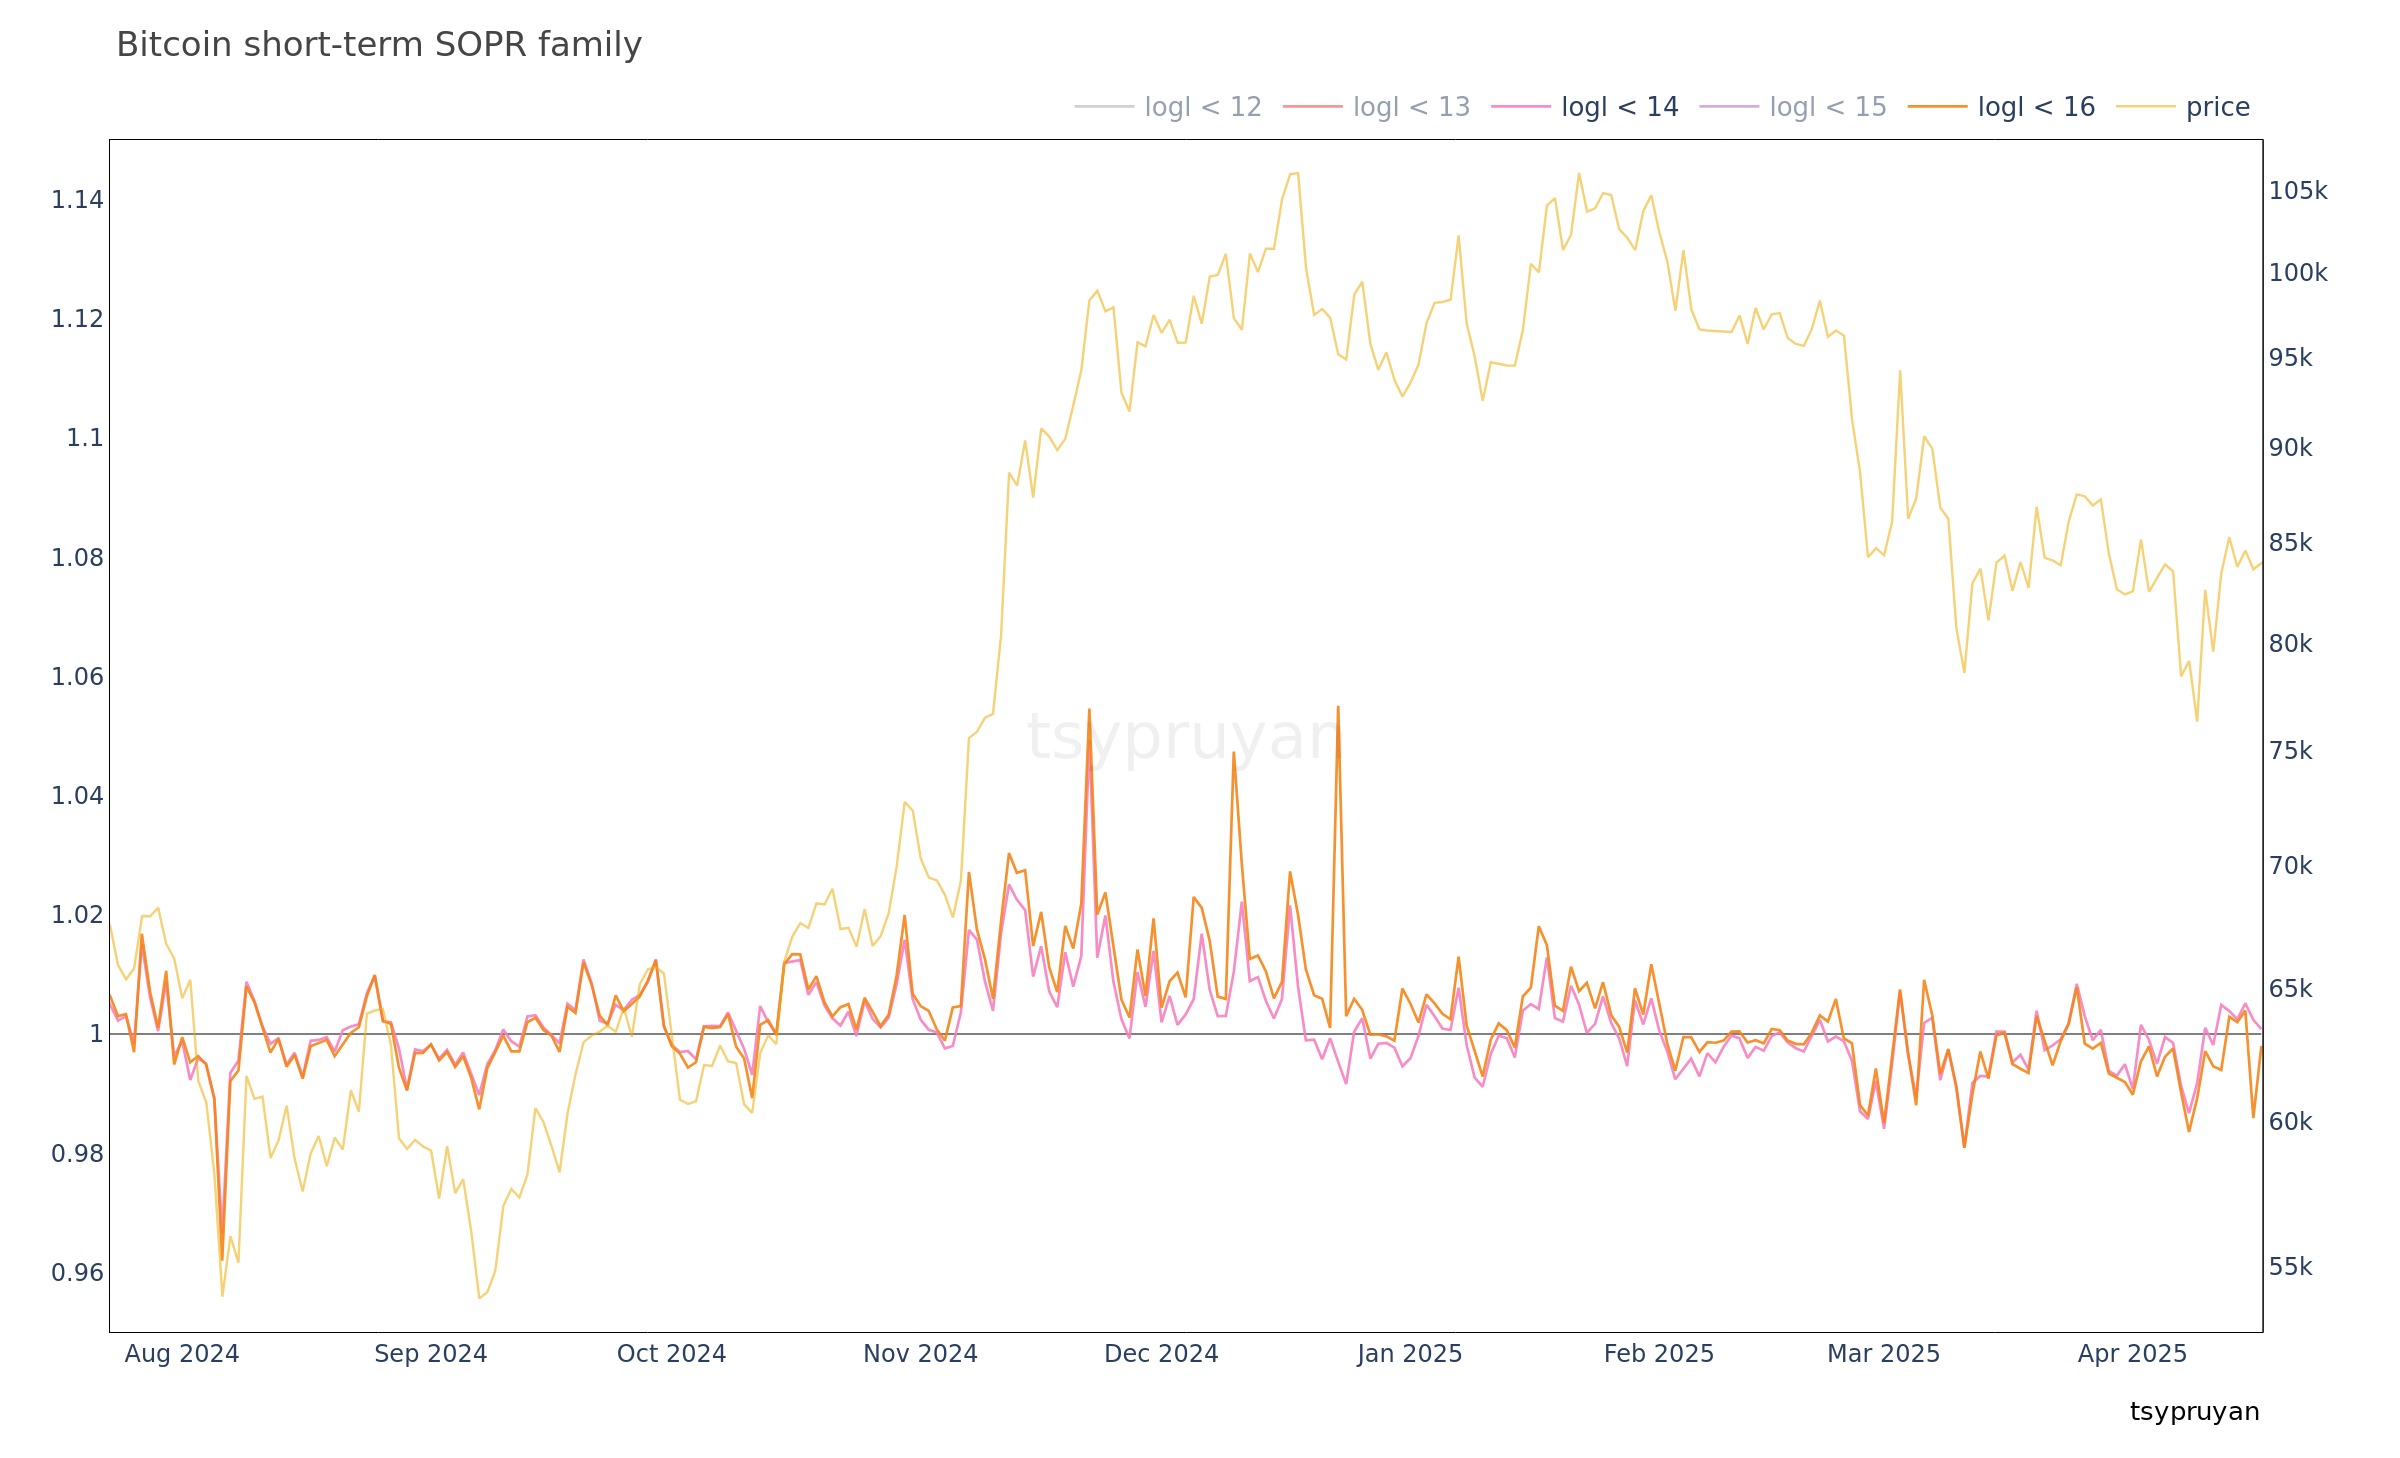 Bitcoin short-term SOPR family
logl < 12 logl < 13 logl < 14 logl < 15 logl < 16 price
1.14
1.12
1.1
1.08
1.06
1.04
1.02
1
0.98
0.96
105k
100k
95k
90k
85k
80k
75k
70k
65k
60k
55k
tsypruyan
Aug 2024 Sep 2024 Oct 2024 Nov 2024 Dec 2024 Jan 2025 Feb 2025 Mar 2025 Apr 2025
tsypruyan